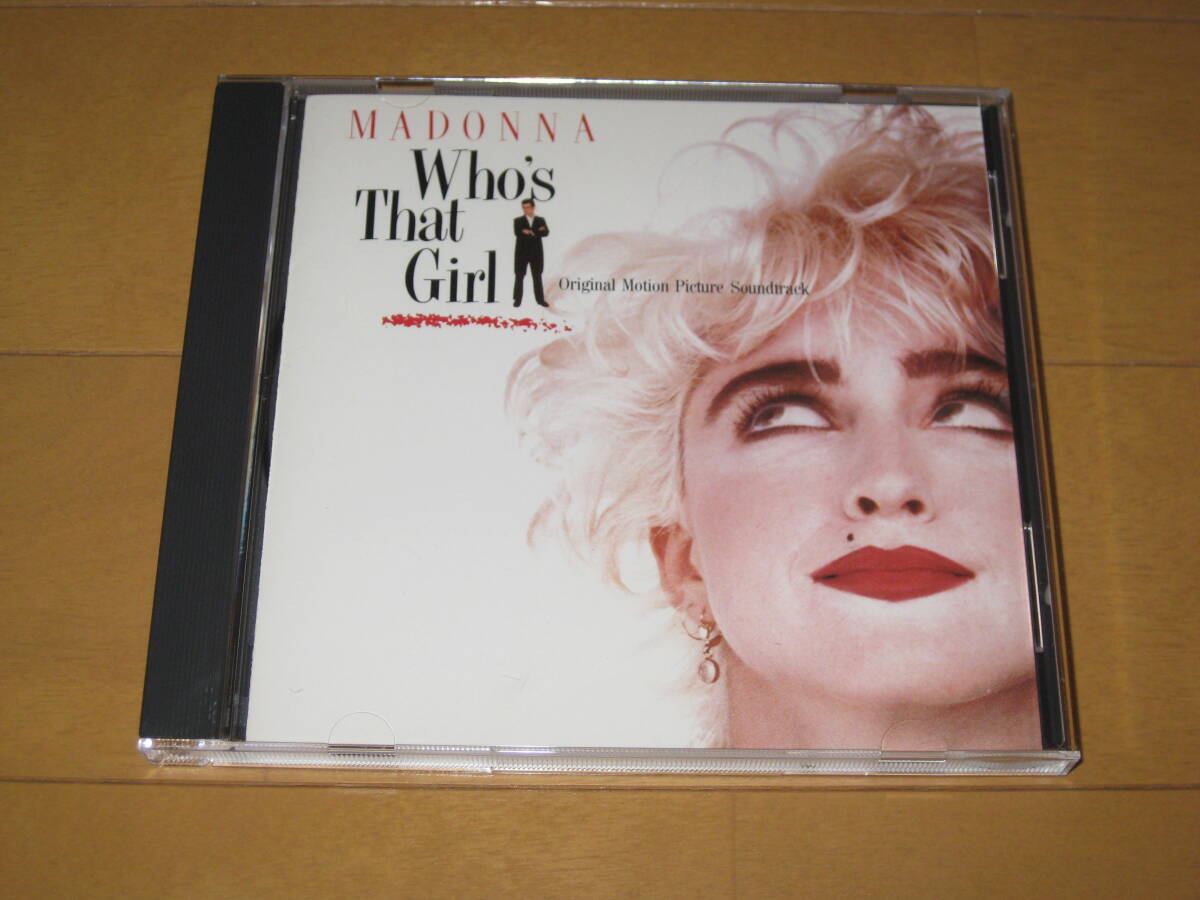 MADONNA
Who's
That
Girl
Original Motion Picture Soundtrack